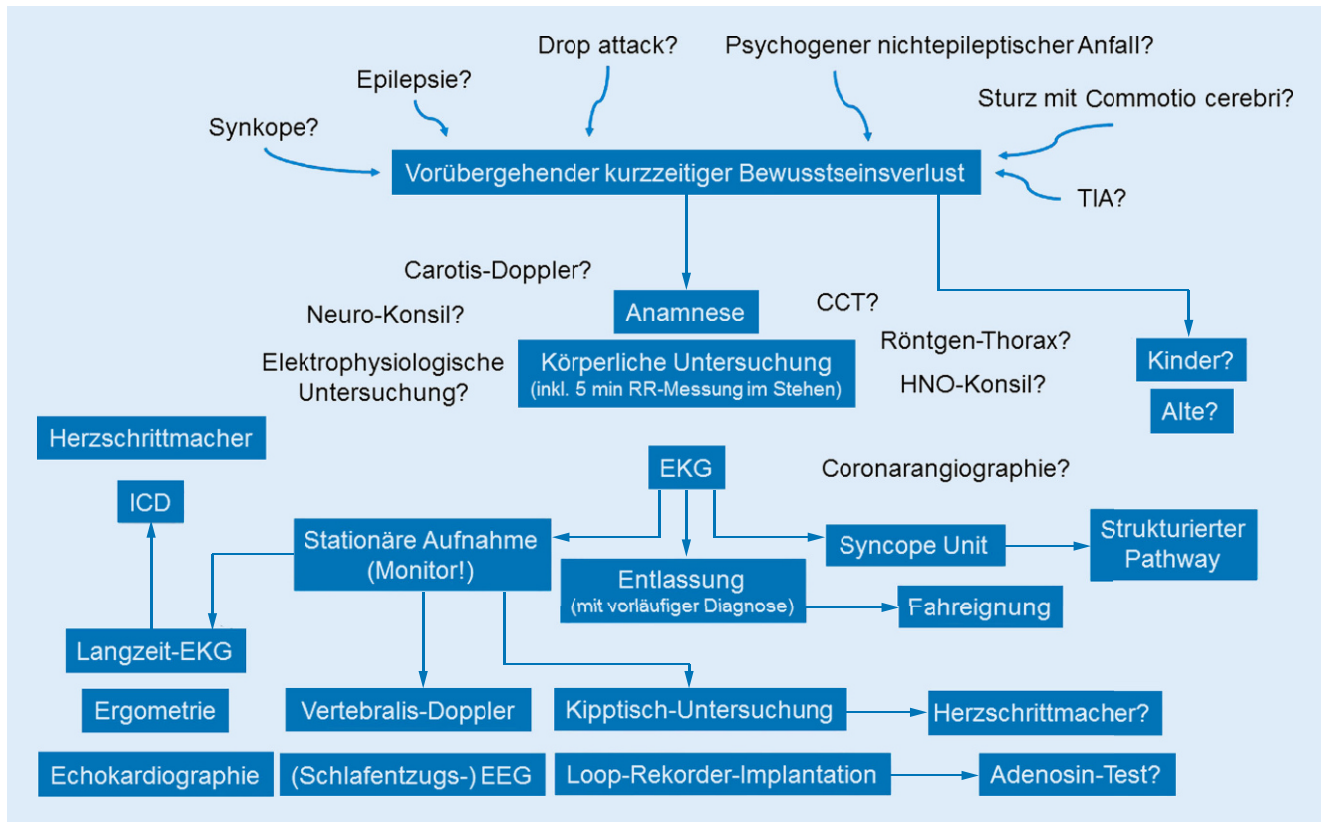 Drop attack?
Psychogener nichtepileptischer Anfall?
Epilepsie?
Sturz mit Commotio cerebri?
Synkope?
Vorübergehender kurzzeitiger Bewusstseinsverlust
TIA?
Carotis-Doppler?
Neuro-Konsil?
Anamnese
CCT?
Elektrophysiologische
Untersuchung?
Körperliche Untersuchung
(inkl. 5 min RR-Messung im Stehen)
Röntgen-Thorax?
HNO-Konsil?
Kinder?
Alte?
Herzschrittmacher
EKG
Coronarangiographie?
ICD
Stationäre Aufnahme
(Monitor!)
Syncope Unit
Strukturierter
Pathway
Entlassung
(mit vorläufiger Diagnose)
Fahreignung
Langzeit-EKG
Ergometrie
Vertebralis-Doppler
Kipptisch-Untersuchung
Herzschrittmacher?
Echokardiographie
(Schlafentzugs-) EEG
Loop-Rekorder-Implantation
Adenosin-Test?